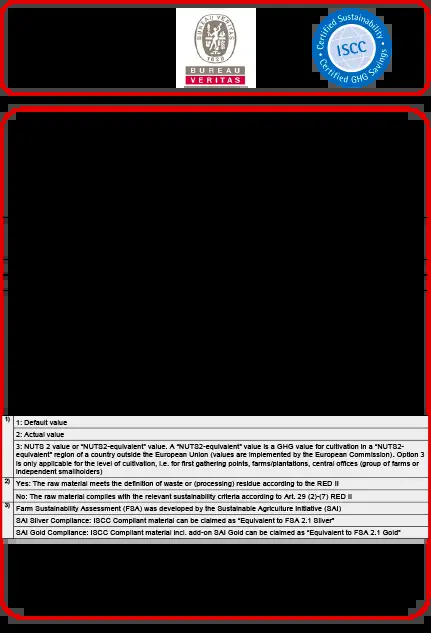 BUREAU VERITAS
1828
BUREAU
VERITAS
Certified Sustainability
ISCC
Certified GHG Savings
1) 1: Default value
2: Actual value
3: NUTS 2 value or “NUTS2-equivalent” value. A “NUTS2-equivalent” value is a GHG value for cultivation in a “NUTS2-
equivalent” region of a country outside the European Union (values are implemented by the European Commission). Option 3
is only applicable for the level of cultivation, i.e. for first gathering points, farms/plantations, central offices (group of farms or
independent smallholders)
2) Yes: The raw material meets the definition of waste or (processing) residue according to the RED II
No: The raw material complies with the relevant sustainability criteria according to Art. 29 (2)-(7) RED II
3) Farm Sustainability Assessment (FSA) was developed by the Sustainable Agriculture Initiative (SAI)
SAI Silver Compliance: ISCC Compliant material can be claimed as “Equivalent to FSA 2.1 Silver”
SAI Gold Compliance: ISCC Compliant material incl. add-on SAI Gold can be claimed as “Equivalent to FSA 2.1 Gold”